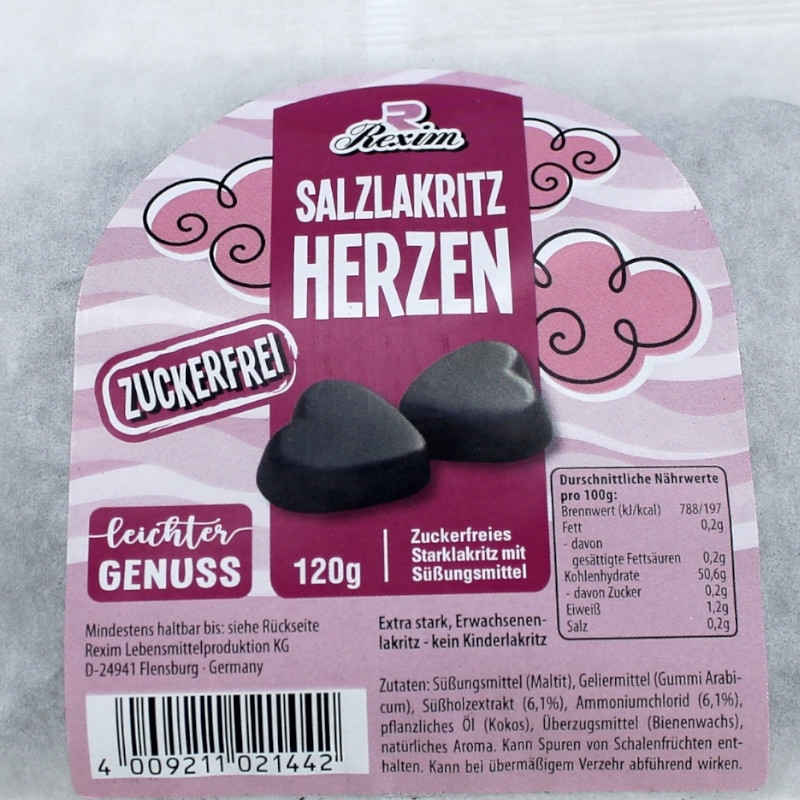 R
Rexim
SALZLAKRITZ
HERZEN
ZUCKERFREI
leichter
GENUSS
120g
Zuckerfreies
Starklakritz mit
Süßungsmittel
Durschnittliche Nährwerte
pro 100g:
Brennwert (kJ/kcal) 788/197
Fett 0,2g
- davon
gesättigte Fettsäuren 0,2g
Kohlenhydrate 50,6g
- davon Zucker 0,2g
Eiweiß 1,2g
Salz 0,2g
Mindestens haltbar bis: siehe Rückseite
Rexim Lebensmittelproduktion KG
D-24941 Flensburg · Germany
Extra stark, Erwachsenen-
lakritz - kein Kinderlakritz
Zutaten: Süßungsmittel (Maltit), Geliermittel (Gummi Arabi-
cum), Süßholzextrakt (6,1%), Ammoniumchlorid (6,1%),
pflanzliches Öl (Kokos), Überzugsmittel (Bienenwachs),
natürliches Aroma. Kann Spuren von Schalenfrüchten ent-
halten. Kann bei übermäßigem Verzehr abführend wirken.
4 009211 021442